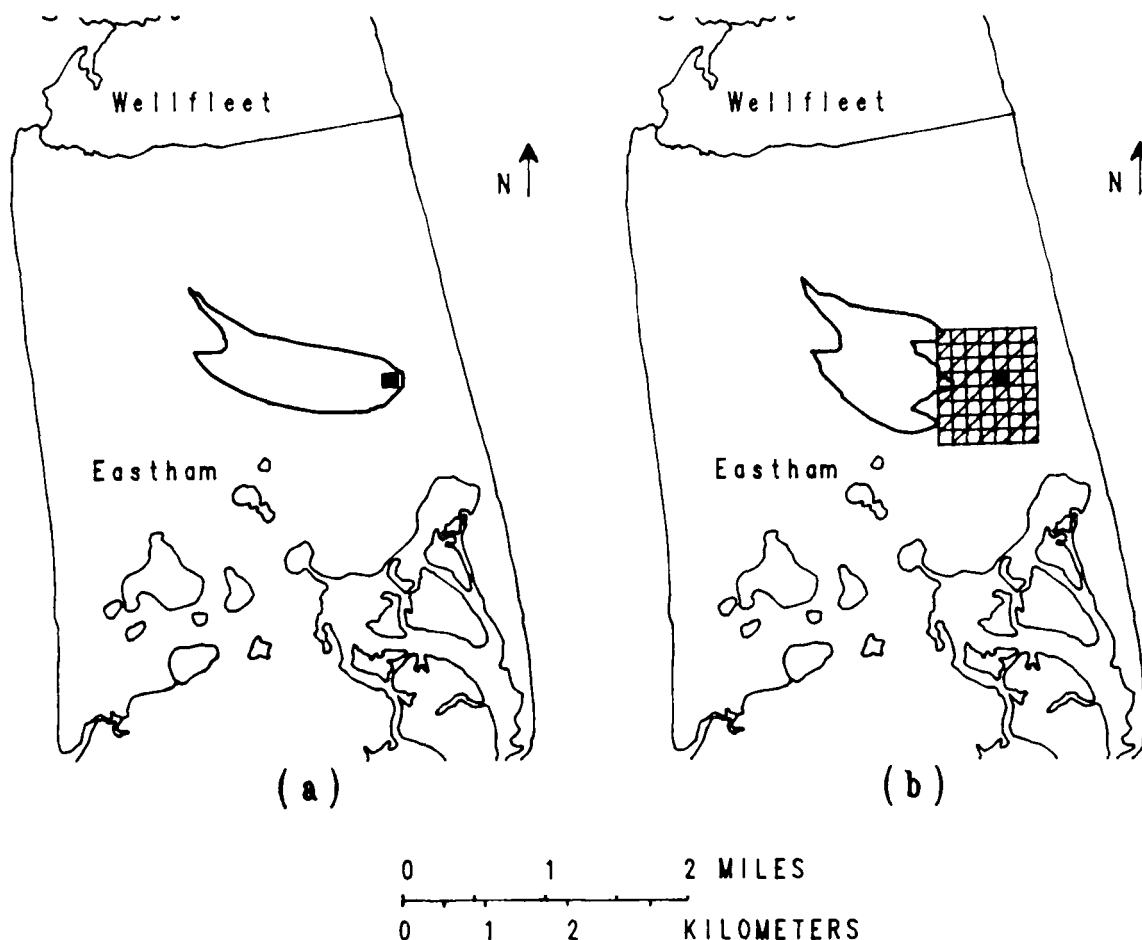 Wellfleet
N
Eastham
(a)
Wellfleet
N
Eastham
(b)
0 1 2 MILES
0 1 2 KILOMETERS